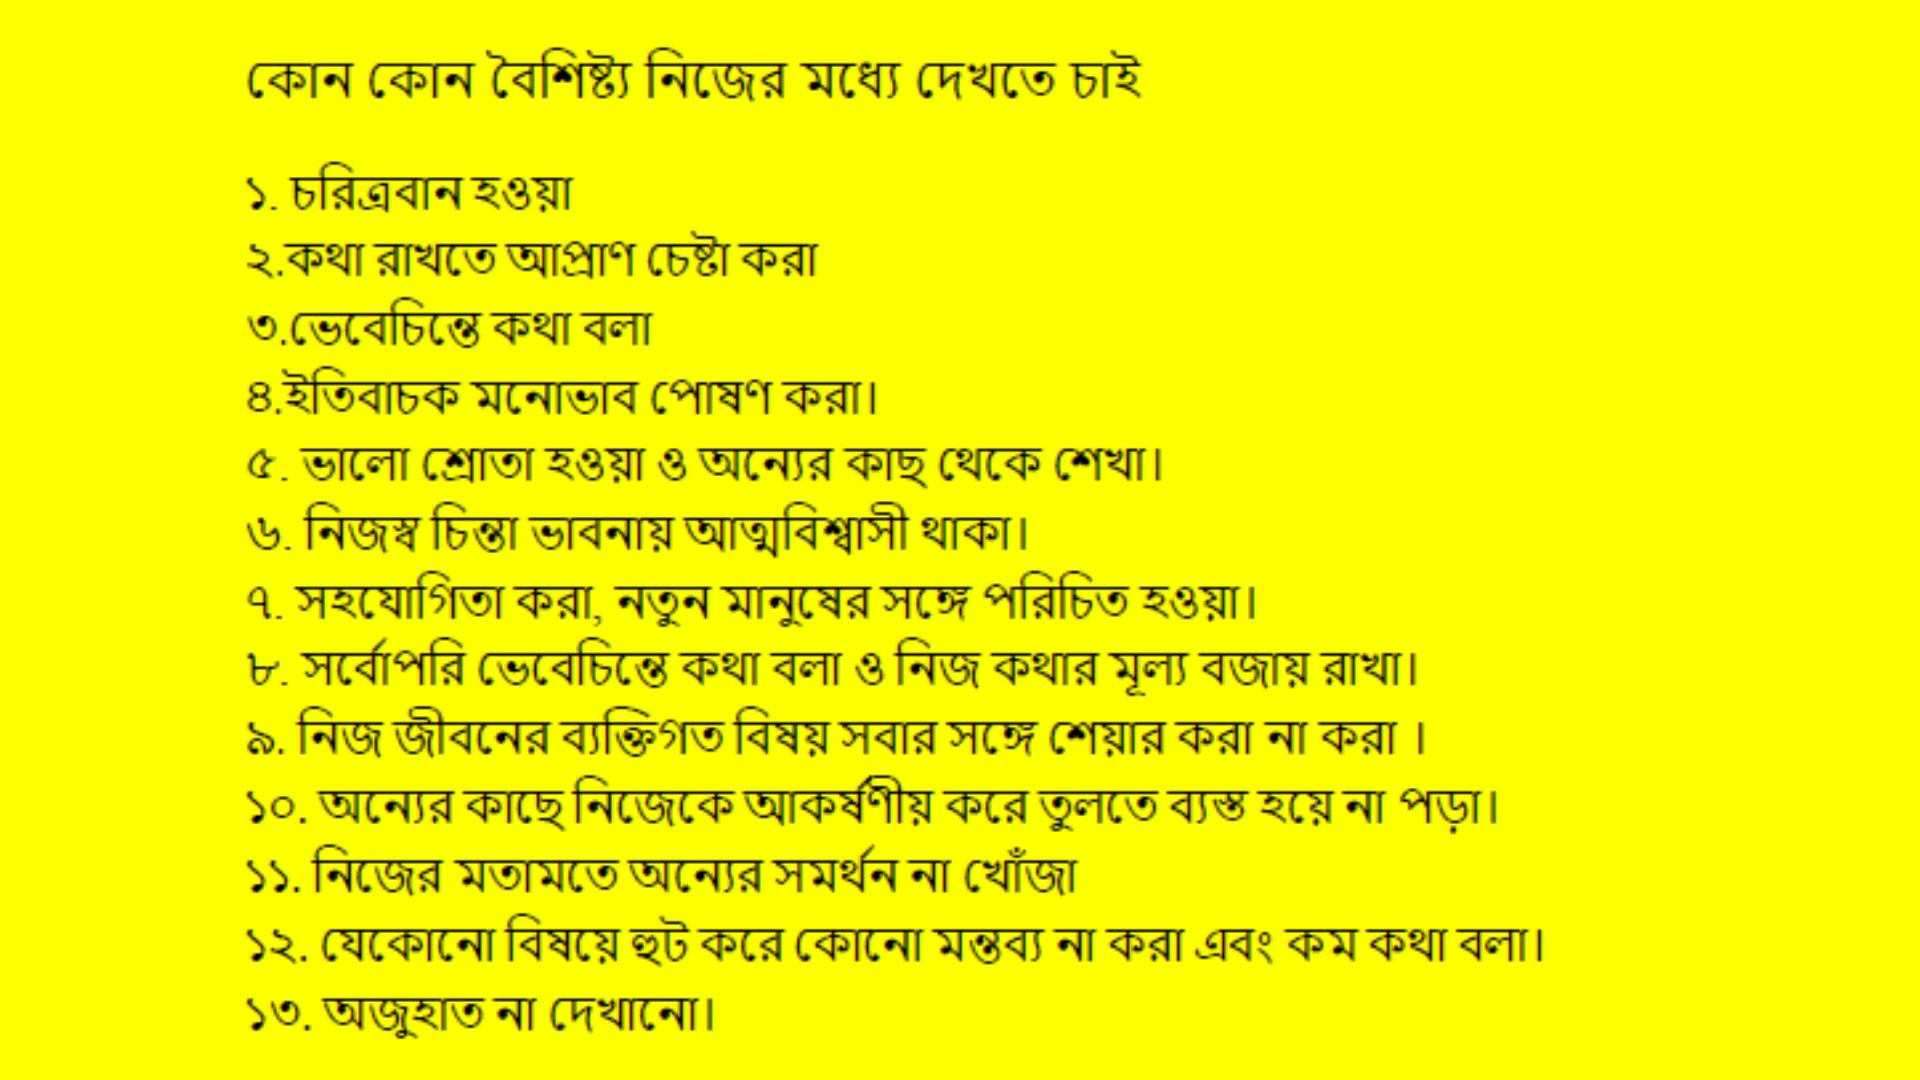 কোন কোন বৈশিষ্ট্য নিজের মধ্যে দেখতে চাই
১. চরিত্রবান হওয়া
২.কথা রাখতে আপ্রাণ চেষ্টা করা
৩.ভেবেচিন্তে কথা বলা
৪.ইতিবাচক মনোভাব পোষণ করা।
৫. ভালো শ্রোতা হওয়া ও অন্যের কাছ থেকে শেখা।
৬. নিজস্ব চিন্তা ভাবনায় আত্মবিশ্বাসী থাকা।
৭. সহযোগিতা করা, নতুন মানুষের সঙ্গে পরিচিত হওয়া।
৮. সর্বোপরি ভেবেচিন্তে কথা বলা ও নিজ কথার মূল্য বজায় রাখা।
৯. নিজ জীবনের ব্যক্তিগত বিষয় সবার সঙ্গে শেয়ার করা না করা ।
১০. অন্যের কাছে নিজেকে আকর্ষণীয় করে তুলতে ব্যস্ত হয়ে না পড়া।
১১. নিজের মতামতে অন্যের সমর্থন না খোঁজা
১২. যেকোনো বিষয়ে হুট করে কোনো মন্তব্য না করা এবং কম কথা বলা।
১৩. অজুহাত না দেখানো।